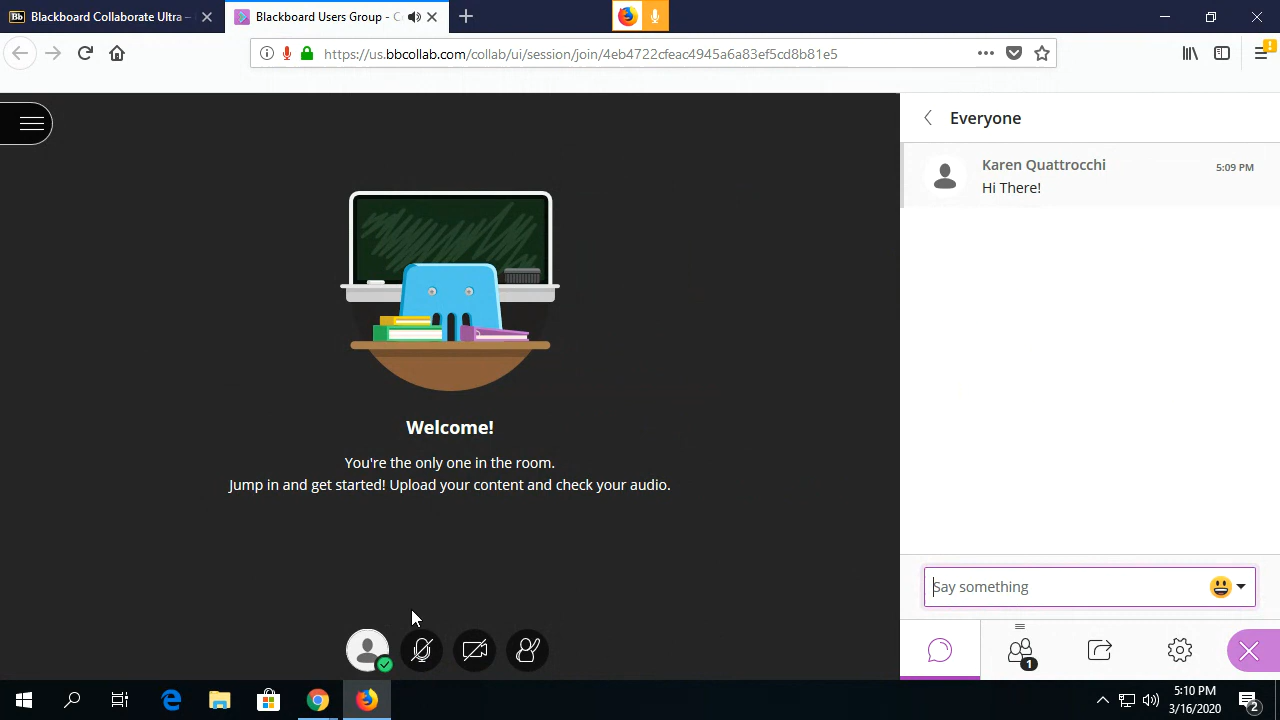 Bb
Blackboard Collaborate Ultra –
Blackboard Users Group - C
https://us.bbcollab.com/collab/ui/session/join/4eb4722cfeac4945a6a83ef5cd8b81e5
Everyone
Karen Quattrocchi
5:09 PM
Hi There!
Welcome!
You're the only one in the room.
Jump in and get started! Upload your content and check your audio.
Say something
1
5:10 PM
3/16/2020
2